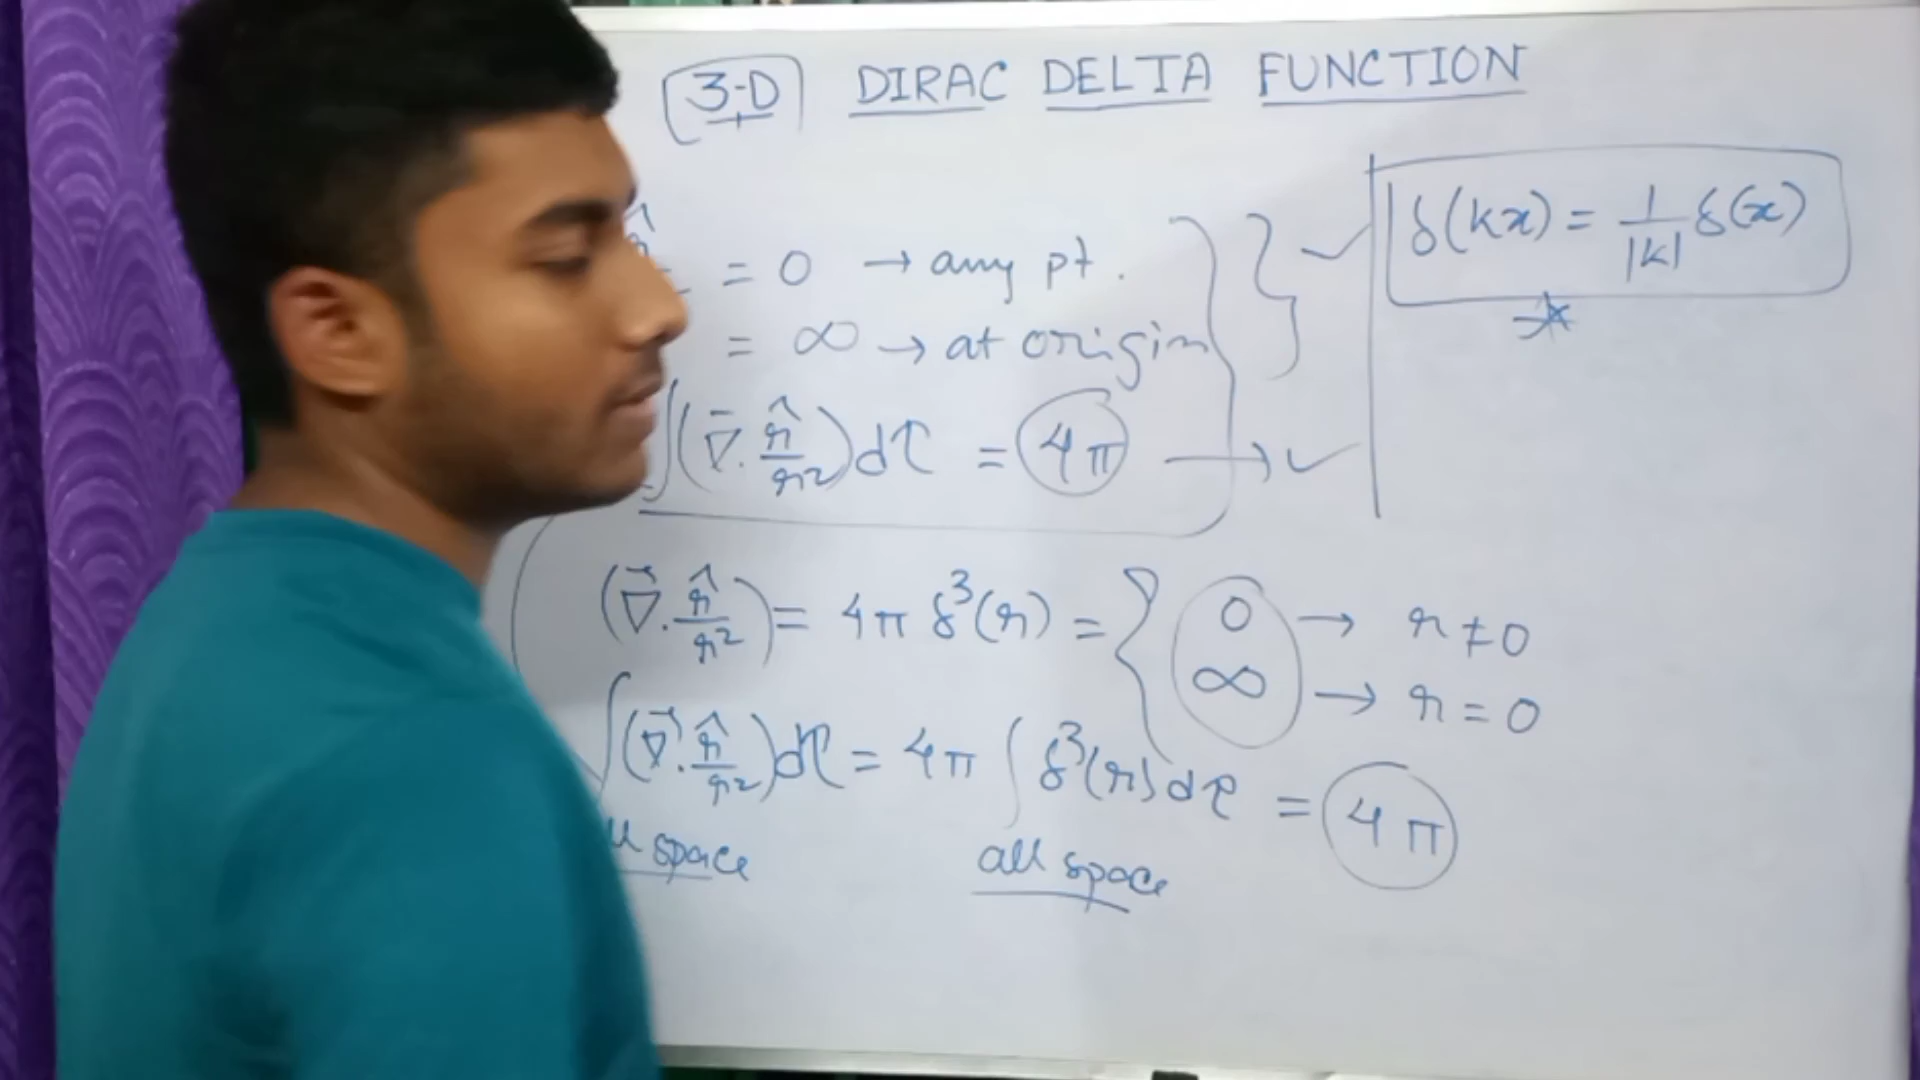 3-D DIRAC DELTA FUNCTION
= 0 → any pt.
= ∞ → at origin
∫(∇⃗.r̂/r²)dτ = 4π → ✓
δ(kx) = 1/|k| δ(x)
(∇⃗.r̂/r²) = 4π δ³(r) = { 0 → r ≠ 0
∞ → r = 0
∫(∇⃗.r̂/r²)dτ = 4π ∫ δ³(r)dτ = 4π
space all space